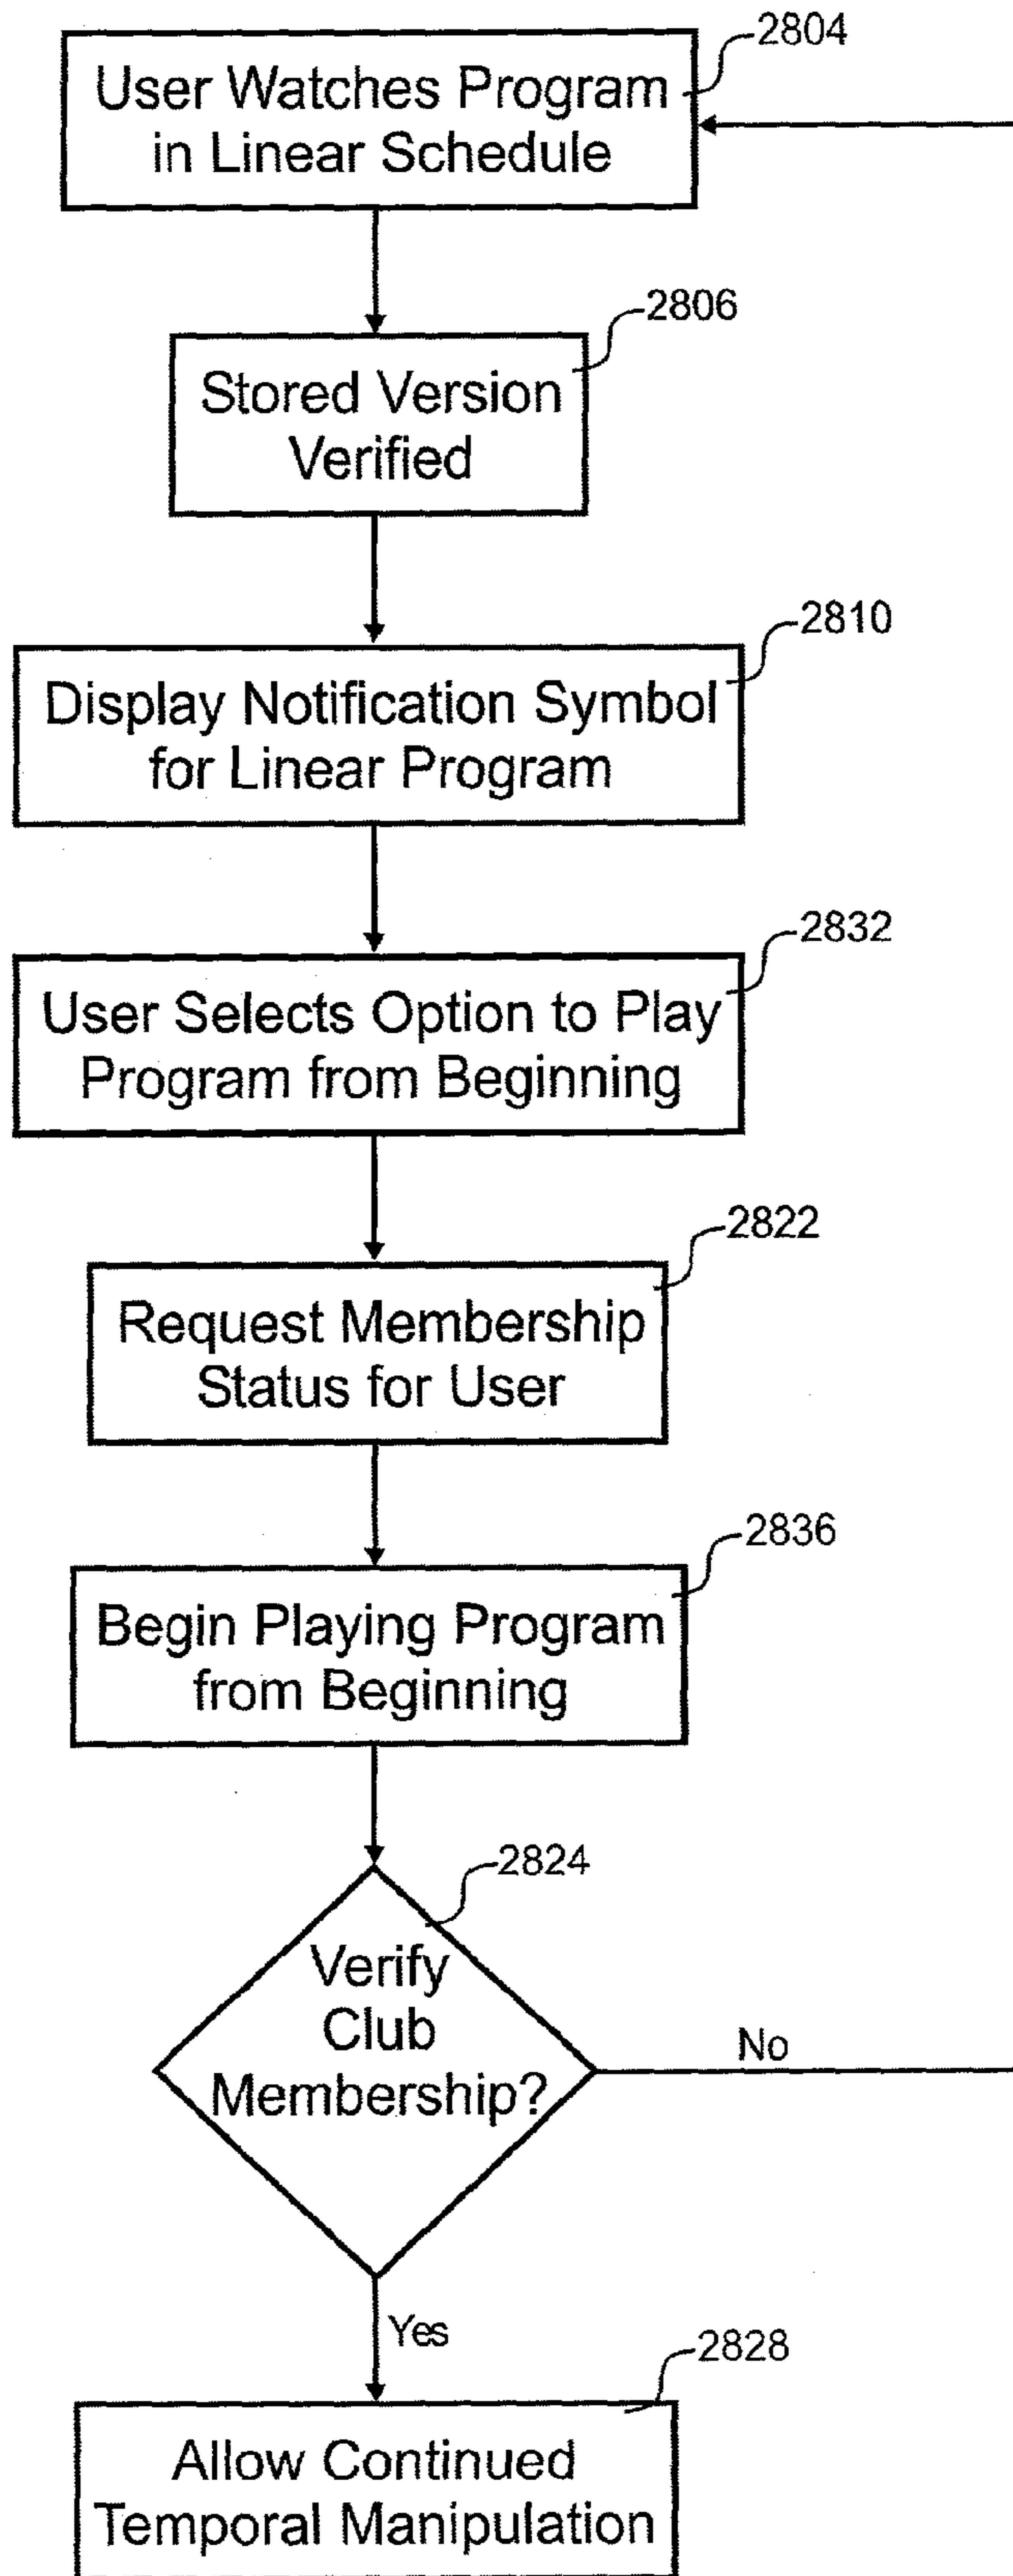 2804
User Watches Program
in Linear Schedule
2806
Stored Version
Verified
2810
Display Notification Symbol
for Linear Program
2832
User Selects Option to Play
Program from Beginning
2822
Request Membership
Status for User
2836
Begin Playing Program
from Beginning
2824
Verify
Club
Membership?
No
Yes
2828
Allow Continued
Temporal Manipulation